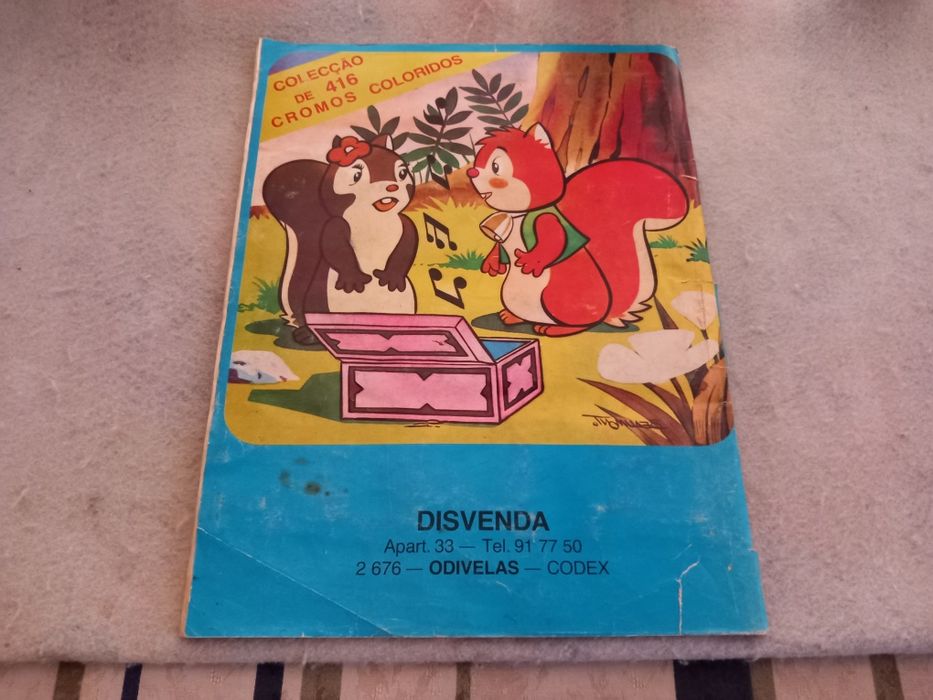 COLECÇÃO
DE 416
CROMOS COLORIDOS
DISVENDA
Apart. 33 — Tel. 91 77 50
2 676 — ODIVELAS — CODEX